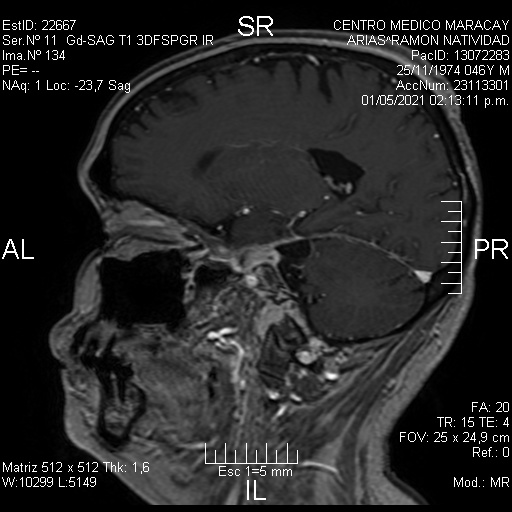 EstID: 22667
Ser.Nº 11 Gd-SAG T1 3DFSPGR IR
Ima.Nº 134
PE= --
NAq: 1 Loc: -23,7 Sag
SR
CENTRO MEDICO MARACAY
ARIAS^RAMON NATIVIDAD
PacID: 13072283
25/11/1974 046Y M
AccNum: 23113301
01/05/2021 02:13:11 p.m.
AL
PR
Matriz 512 x 512 Thk: 1,6
W:10299 L:5149
Esc 1=5 mm
IL
FA: 20
TR: 15 TE: 4
FOV: 25 x 24,9 cm
Ref.: 0
Mod.: MR